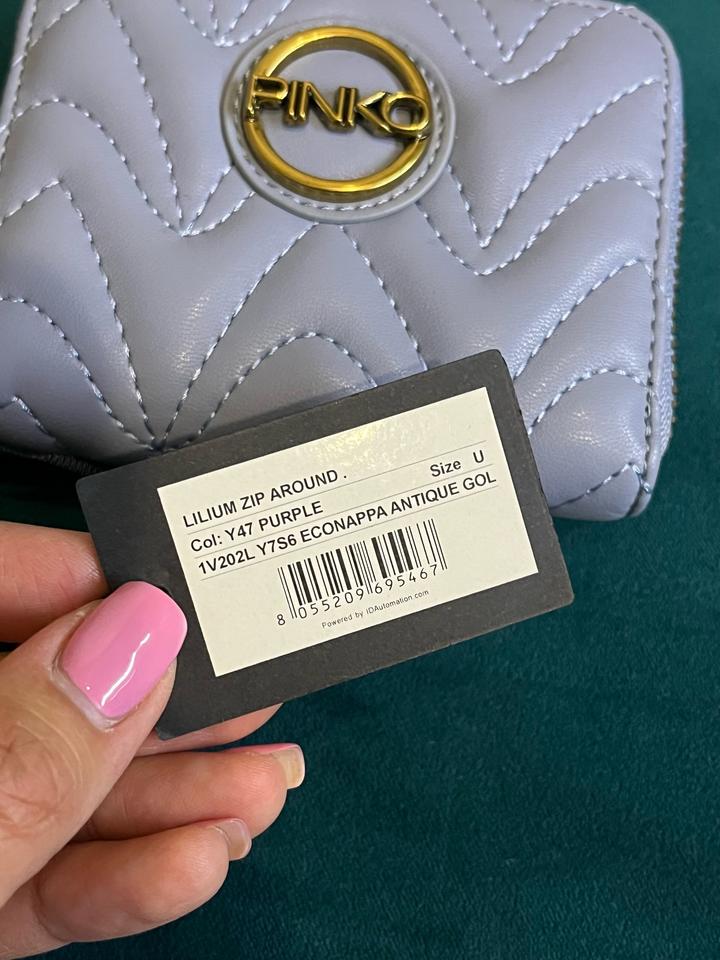 PINKO
LILIUM ZIP AROUND .
Col: Y47 PURPLE Size U
1V202L Y7S6 ECONAPPA ANTIQUE GOL
8 055209 695467
Powered by IDAutomation.com